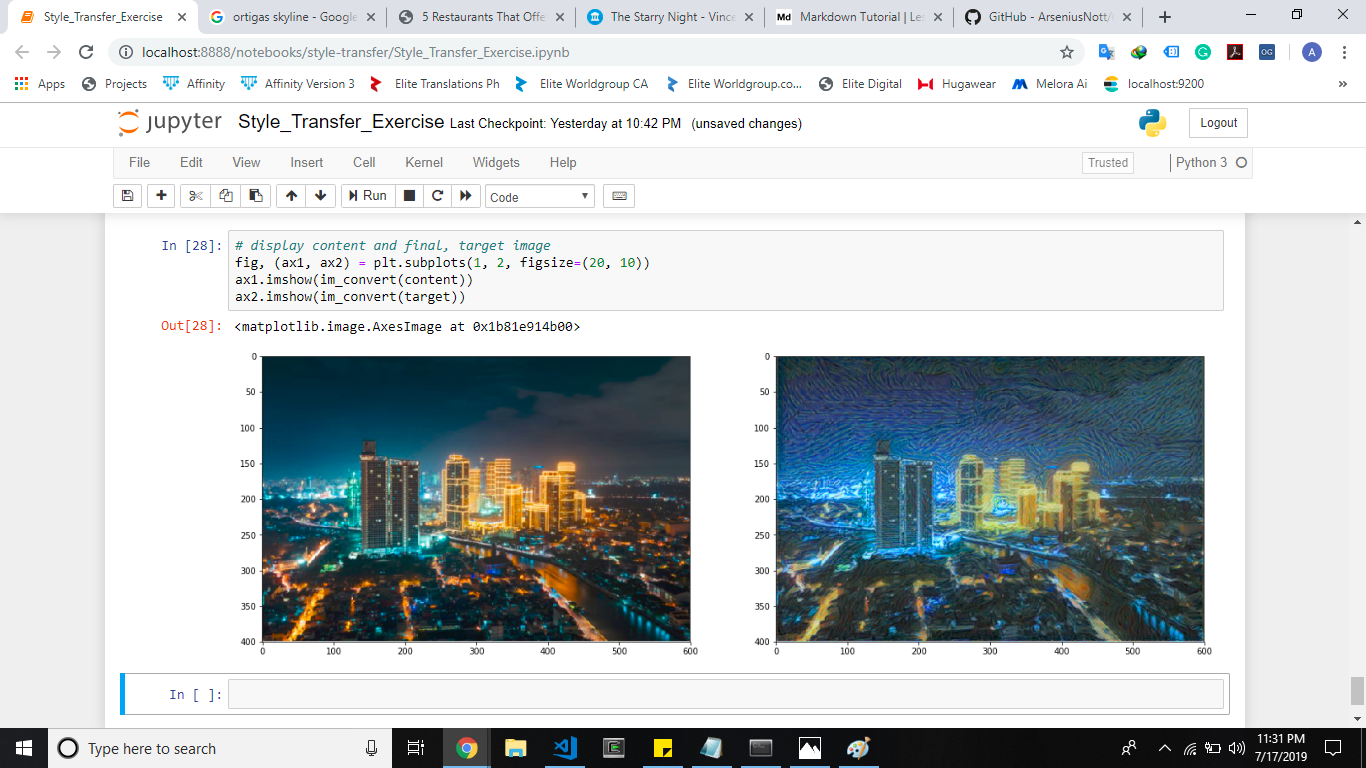 Style_Transfer_Exercise
ortigas skyline - Google
5 Restaurants That Offe
The Starry Night - Vince
Md Markdown Tutorial | Les
GitHub - ArseniusNott/
localhost:8888/notebooks/style-transfer/Style_Transfer_Exercise.ipynb
OG
A
Apps Projects Affinity Affinity Version 3 Elite Translations Ph Elite Worldgroup CA Elite Worldgroup.co... Elite Digital Hugawear Melora Ai localhost:9200 »
jupyter Style_Transfer_Exercise Last Checkpoint: Yesterday at 10:42 PM (unsaved changes) Logout
File Edit View Insert Cell Kernel Widgets Help Trusted Python 3
Run Code
In [28]: # display content and final, target image
fig, (ax1, ax2) = plt.subplots(1, 2, figsize=(20, 10))
ax1.imshow(im_convert(content))
ax2.imshow(im_convert(target))
Out[28]: <matplotlib.image.AxesImage at 0x1b81e914b00>
0
50
100
150
200
250
300
350
400
0 100 200 300 400 500 600
0
50
100
150
200
250
300
350
400
0 100 200 300 400 500 600
In [ ]:
Type here to search
11:31 PM
7/17/2019